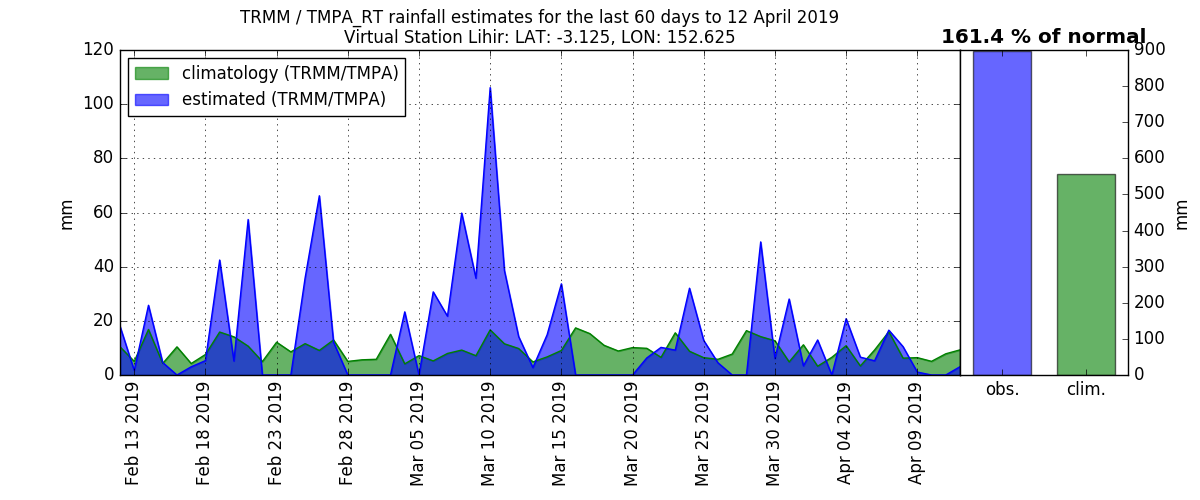 TRMM / TMPA_RT rainfall estimates for the last 60 days to 12 April 2019
Virtual Station Lihir: LAT: -3.125, LON: 152.625
161.4 % of normal
climatology (TRMM/TMPA)
estimated (TRMM/TMPA)
120
100
80
60
40
20
0
mm
Feb 13 2019
Feb 18 2019
Feb 23 2019
Feb 28 2019
Mar 05 2019
Mar 10 2019
Mar 15 2019
Mar 20 2019
Mar 25 2019
Mar 30 2019
Apr 04 2019
Apr 09 2019
900
800
700
600
500
400
300
200
100
0
mm
obs.
clim.